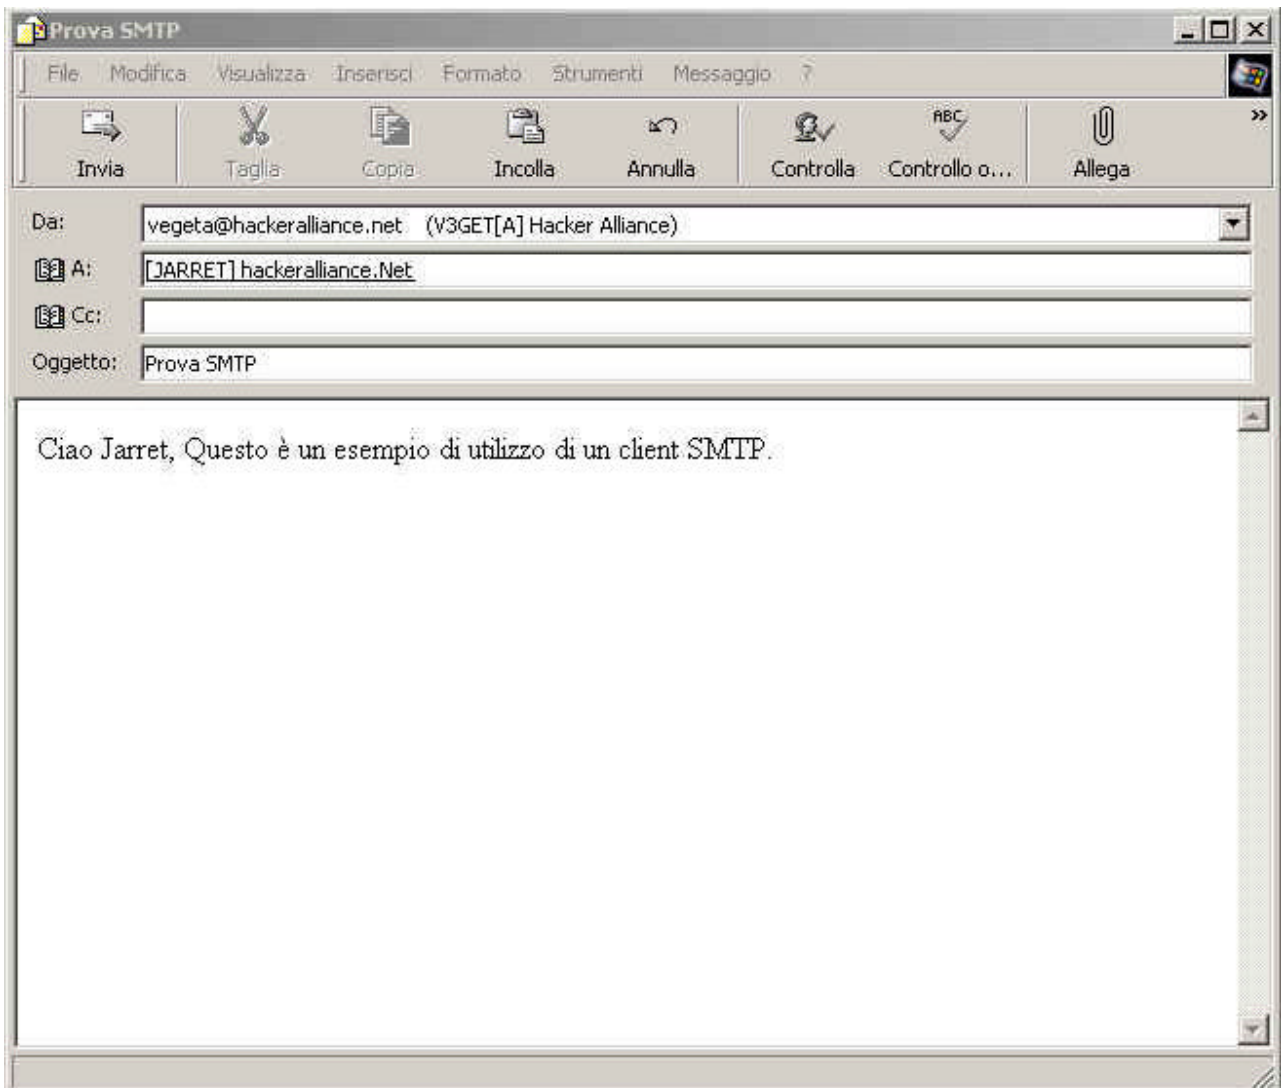 Prova SMTP
File Modifica Visualizza Inserisci Formato Strumenti Messaggio ?
ABC
Invia Taglia Copia Incolla Annulla Controlla Controllo o... Allega
Da: vegeta@hackeralliance.net (V3GET[A] Hacker Alliance)
A: [JARRET] hackeralliance.Net
Cc:
Oggetto: Prova SMTP
Ciao Jarret, Questo è un esempio di utilizzo di un client SMTP.